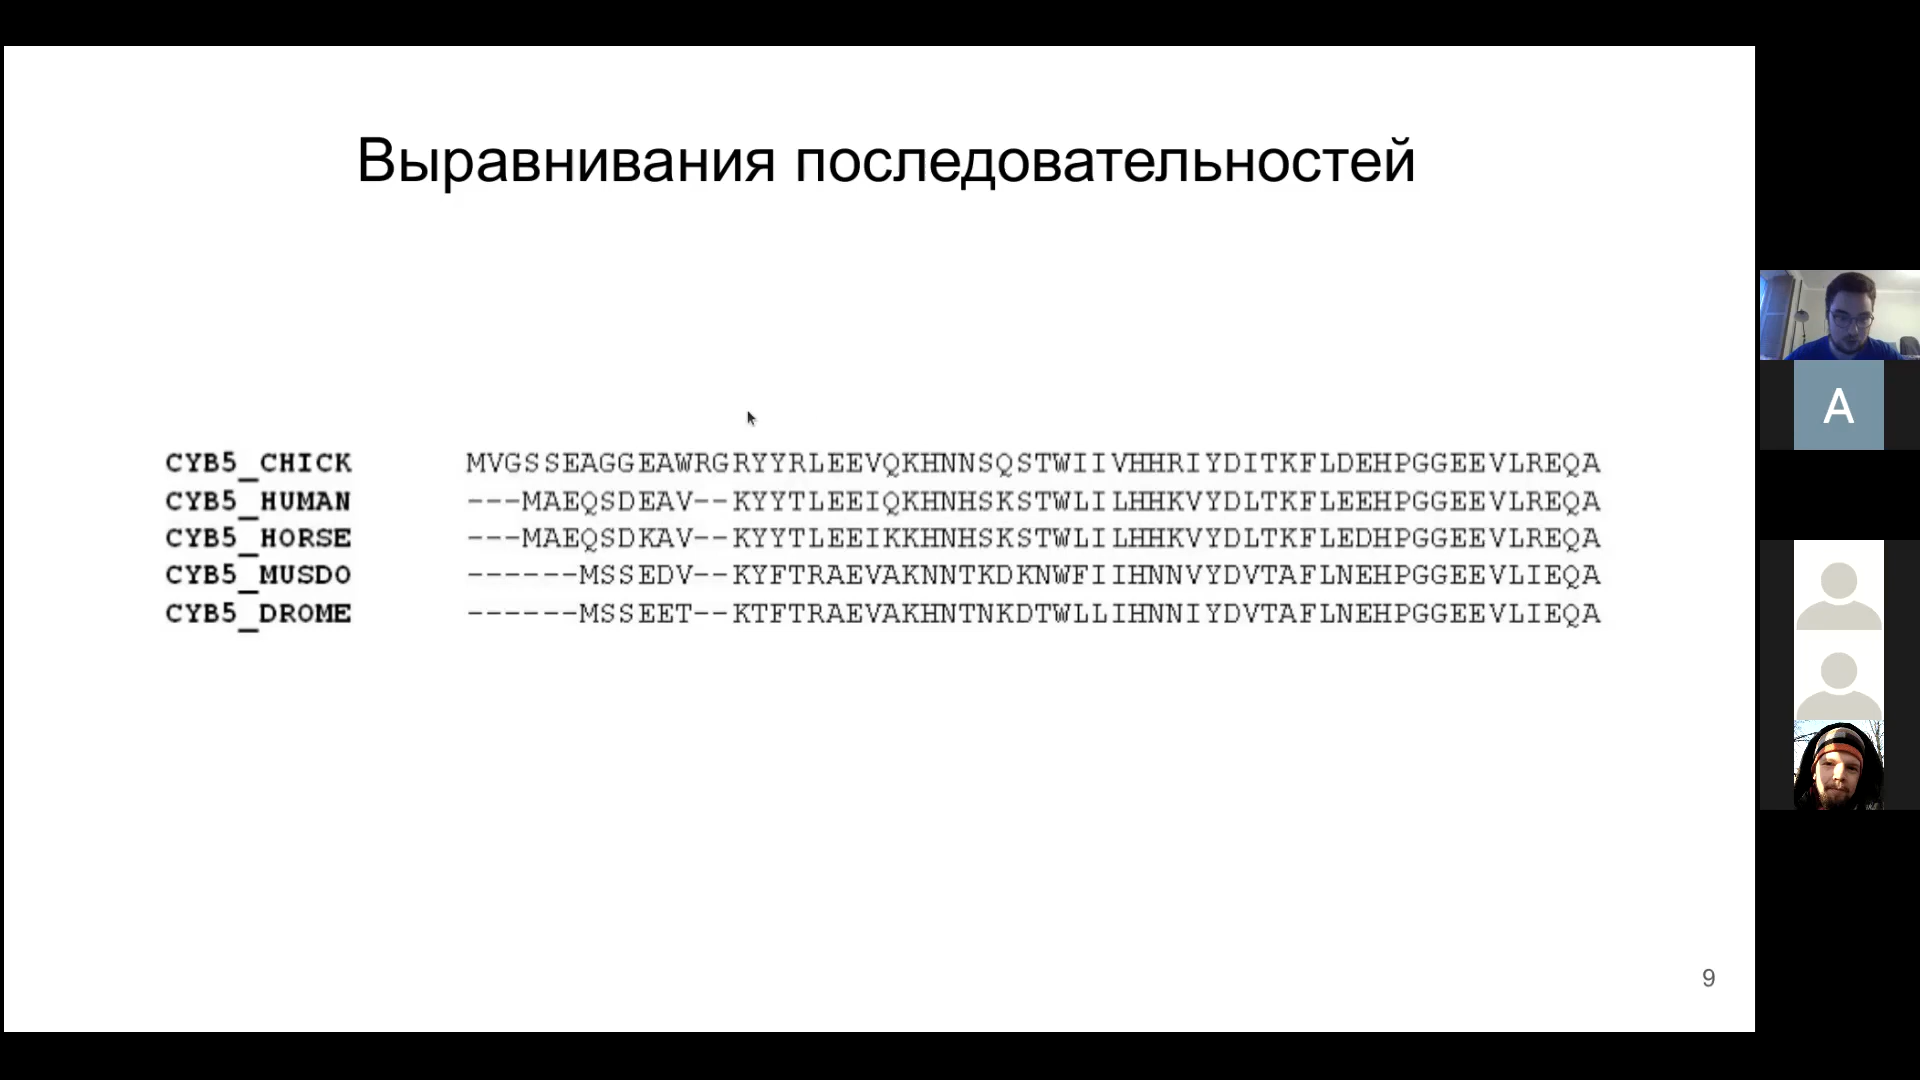 Выравнивания последовательностей
CYB5_CHICK MVGSSEAGGEAWRGRYYRLEEVQKHNNSQSTWIIVHHRIYDITKFLDEHPGGEEVLREQA
CYB5_HUMAN ---MAEQSDEAV--KYYTLEEIQKHNHSKSTWLILHHKVYDLTKFLEEHPGGEEVLREQA
CYB5_HORSE ---MAEQSDKAV--KYYTLEEIKKHNHSKSTWLILHHKVYDLTKFLEDHPGGEEVLREQA
CYB5_MUSDO ------MSSEDV--KYFTRAEVAKNNTKDKNWFIIHNNVYDVTAFLNEHPGGEEVLIEQA
CYB5_DROME ------MSSEET--KTFTRAEVAKHNTNKDTWLLIHNNIYDVTAFLNEHPGGEEVLIEQA
A
9